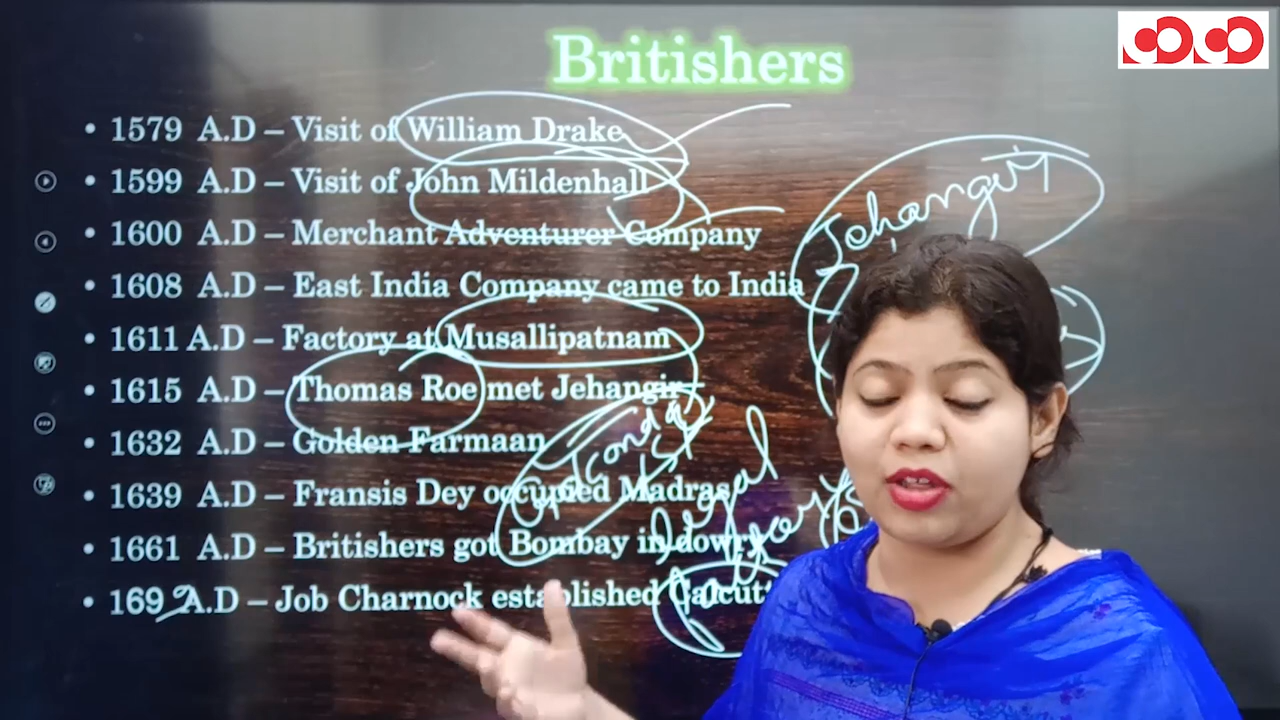 Britishers
• 1579 A.D – Visit of William Drake
• 1599 A.D – Visit of John Mildenhall
• 1600 A.D – Merchant Adventurer Company
• 1608 A.D – East India Company came to India
• 1611 A.D – Factory at Musallipatnam
• 1615 A.D – Thomas Roe met Jehangir
• 1632 A.D – Golden Farmaan
• 1639 A.D – Fransis Dey occupied Madras
• 1661 A.D – Britishers got Bombay in dowry
• 169 A.D – Job Charnock established
Jehangir